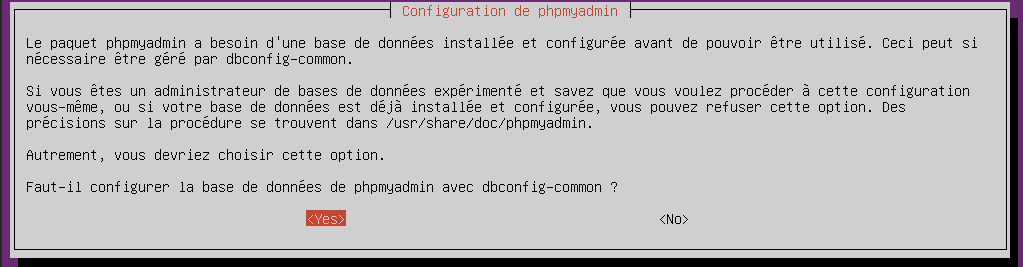 Configuration de phpmyadmin
Le paquet phpmyadmin a besoin d'une base de données installée et configurée avant de pouvoir être utilisé. Ceci peut si
nécessaire être géré par dbconfig-common.
Si vous êtes un administrateur de bases de données expérimenté et savez que vous voulez procéder à cette configuration
vous-même, ou si votre base de données est déjà installée et configurée, vous pouvez refuser cette option. Des
précisions sur la procédure se trouvent dans /usr/share/doc/phpmyadmin.
Autrement, vous devriez choisir cette option.
Faut-il configurer la base de données de phpmyadmin avec dbconfig-common ?
<Yes> <No>